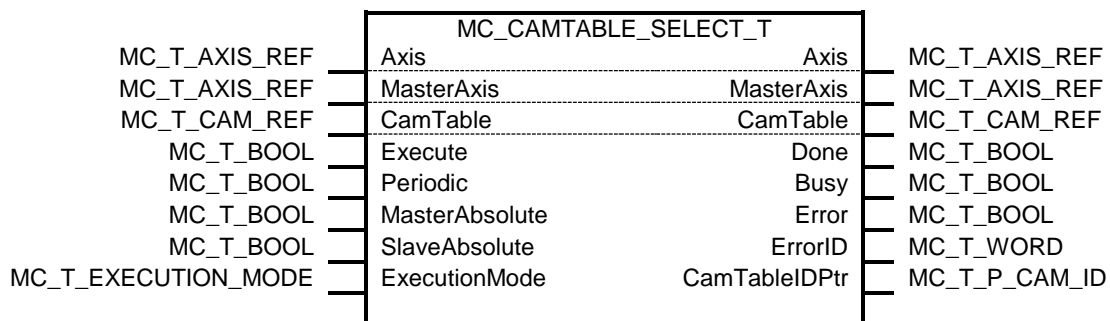 MC_CAMTABLE_SELECT_T
MC_T_AXIS_REF Axis Axis MC_T_AXIS_REF
MC_T_AXIS_REF MasterAxis MasterAxis MC_T_AXIS_REF
MC_T_CAM_REF CamTable CamTable MC_T_CAM_REF
MC_T_BOOL Execute Done MC_T_BOOL
MC_T_BOOL Periodic Busy MC_T_BOOL
MC_T_BOOL MasterAbsolute Error MC_T_BOOL
MC_T_BOOL SlaveAbsolute ErrorID MC_T_WORD
MC_T_EXECUTION_MODE ExecutionMode CamTableIDPtr MC_T_P_CAM_ID